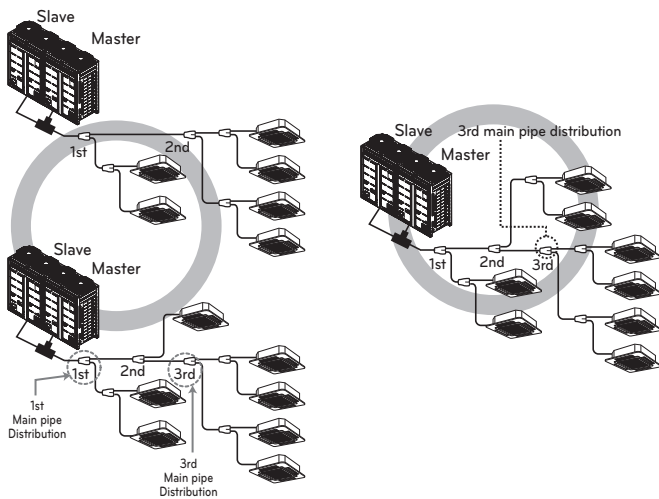 Slave
Master
1st
2nd
Slave
Master
1st
2nd
3rd
1st
Main pipe
Distribution
3rd
Main pipe
Distribution
Slave
3rd main pipe distribution
Master
1st
2nd
3rd